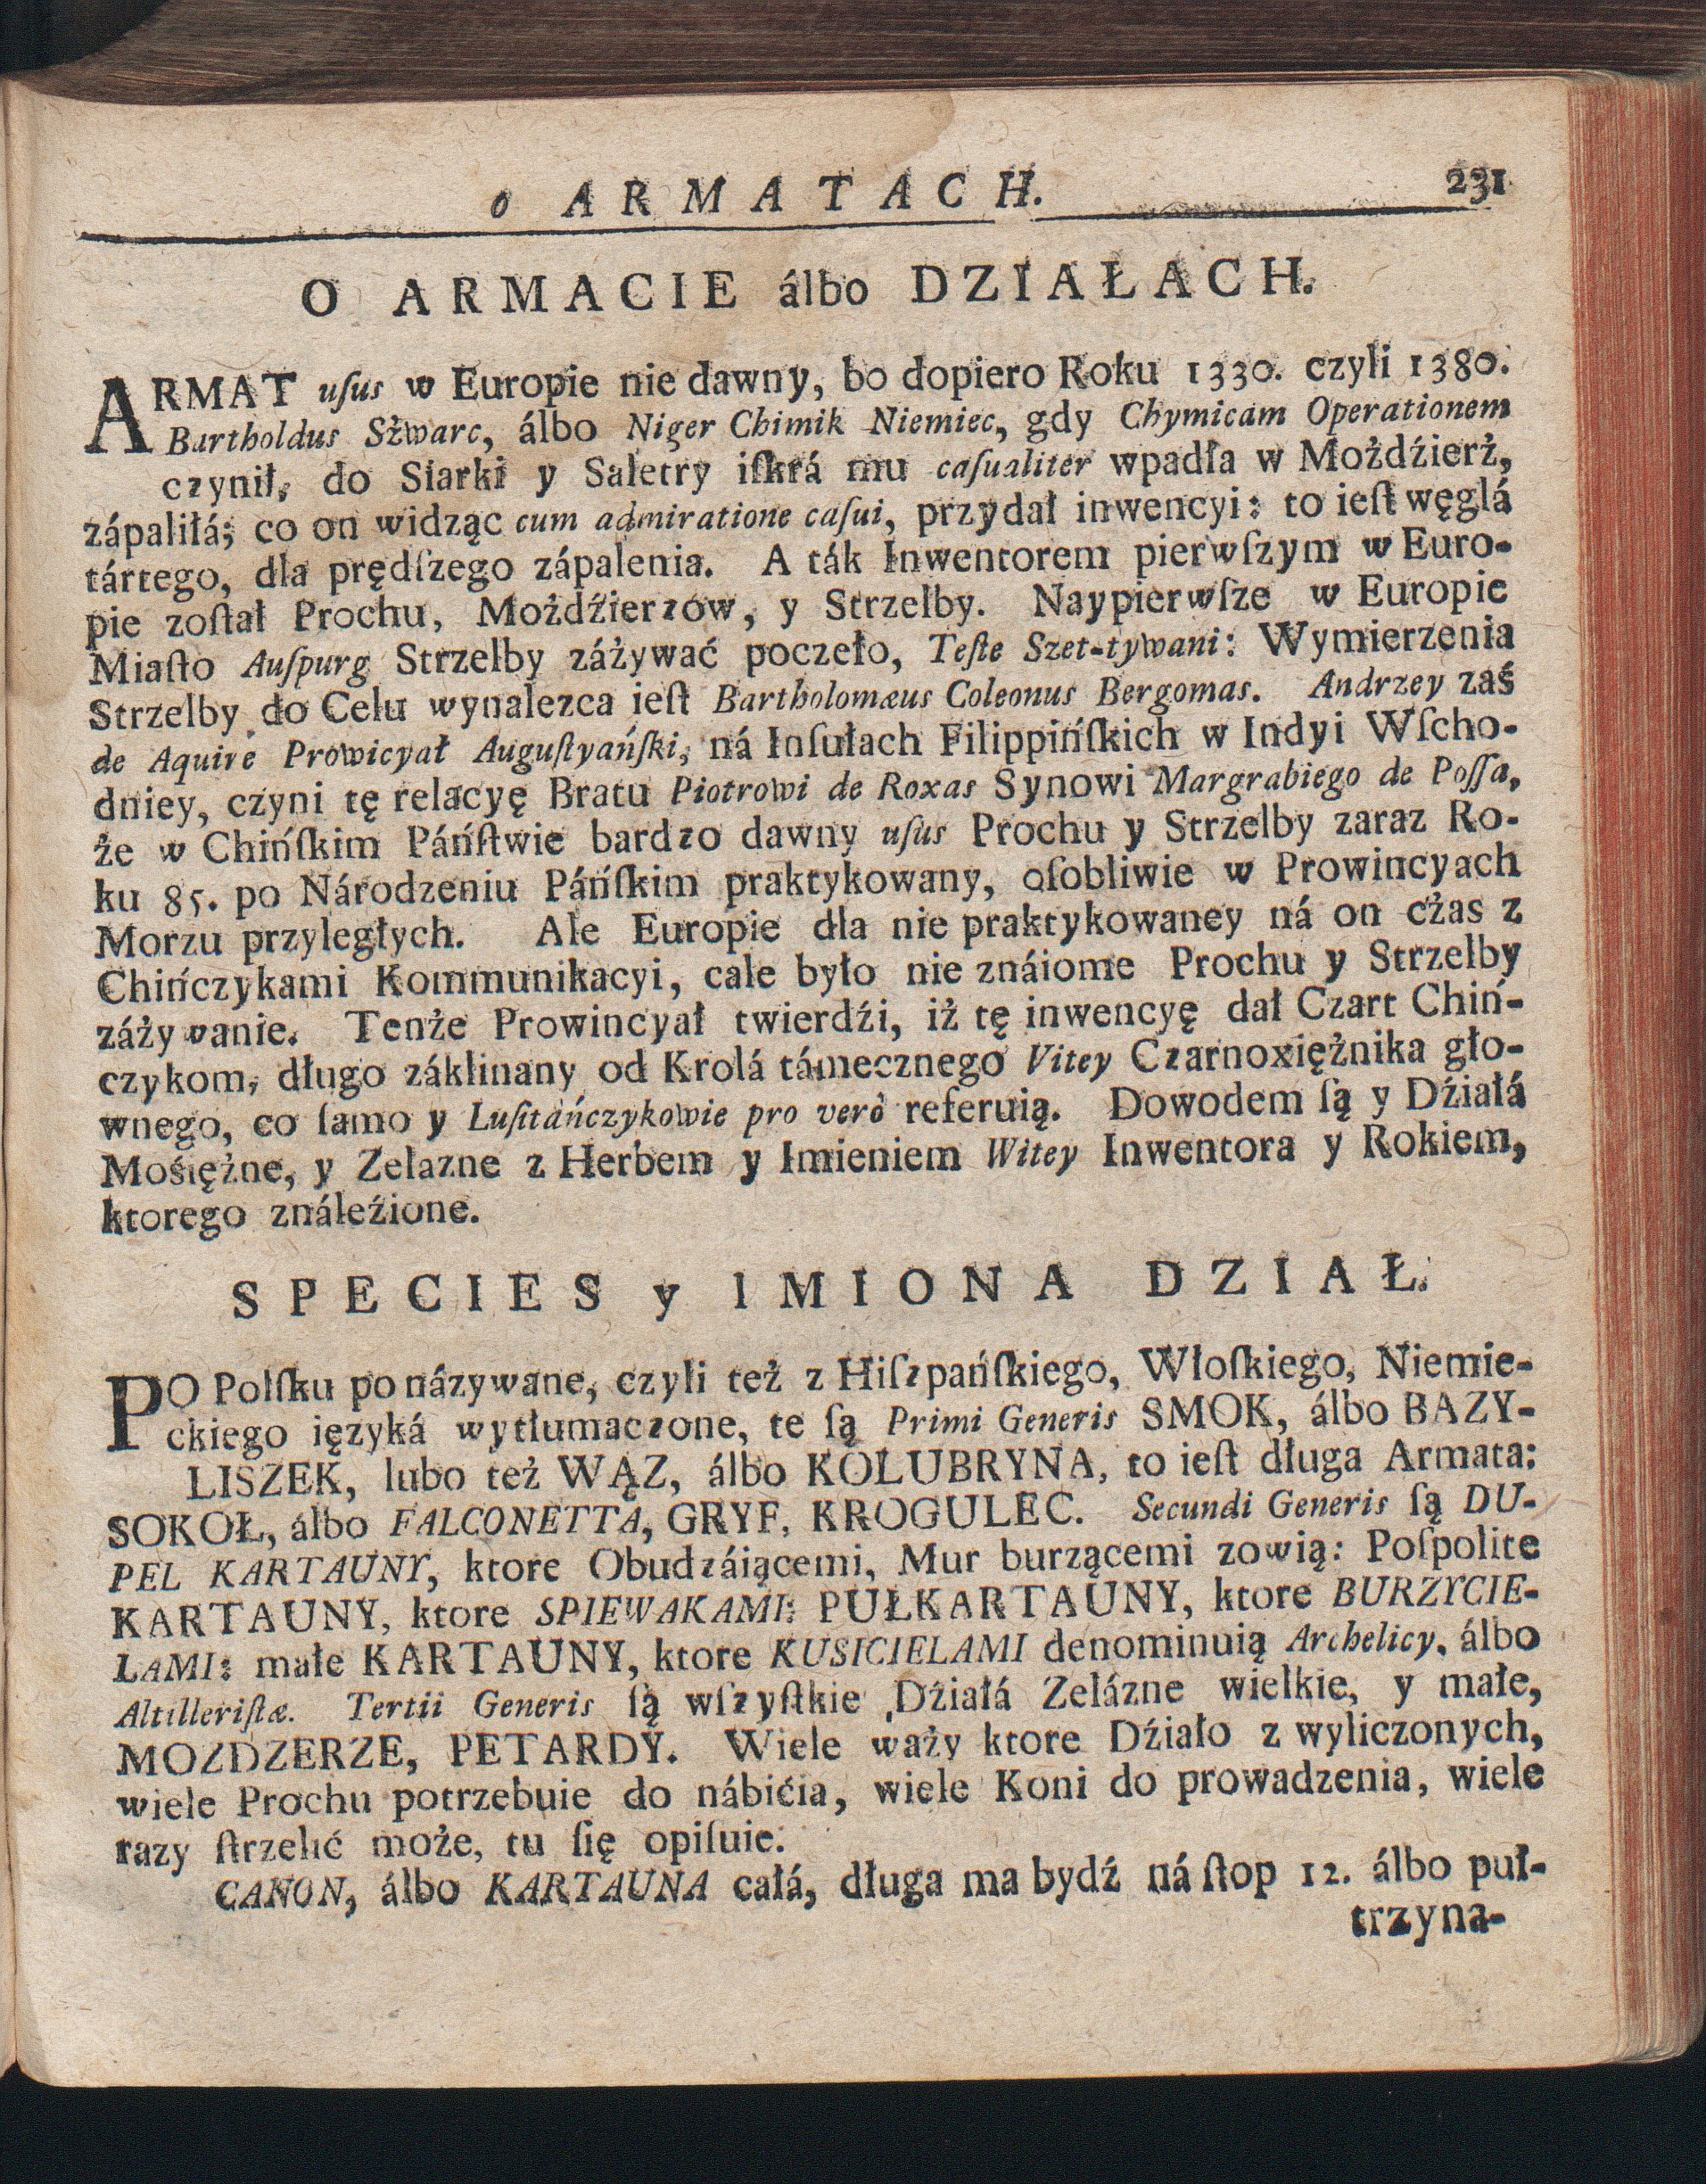 o ARMATACH. 231
O ARMACIE álbo DZIAŁACH.
ARMAT uſus w Europie nie dawny, bo dopiero Roku 1330. czyli 1380.
Bartholdus Sżwarc, álbo Niger Chimik Niemiec, gdy Chymicam Operationem
czynił, do Siarki y Saletry iſkrá mu caſualiter wpadła w Możdźierż,
zápaliłá; co on widząc cum admiratione caſui, przydał inwencyi: to ieſt węglá
tártego, dla prędſzego zápalenia. A ták Inwentorem pierwſzym w Euro-
pie zoſtał Prochu, Możdźierzow, y Strzelby. Naypierwſze w Europie
Miaſto Auſpurg Strzelby záżywać poczeło, Teſte Szet-tywani: Wymierzenia
Strzelby do Celu wynalezca ieſt Bartholomæus Coleonus Bergomas. Andrzey zaś
de Aquire Prowicyał Auguſtyańſki, ná Inſułach Filippińſkich w Indyi Wſcho-
dniey, czyni tę relacyę Bratu Piotrowi de Roxas Synowi Margrabiego de Poſſa,
że w Chińſkim Páńſtwie bardzo dawny uſus Prochu y Strzelby zaraz Ro-
ku 85. po Národzeniu Páńſkim praktykowany, oſobliwie w Prowincyach
Morzu przyległych. Ale Europie dla nie praktykowaney ná on cżas z
Chińczykami Kommunikacyi, cale było nie znáiome Prochu y Strzelby
záżywanie. Tenże Prowincyał twierdźi, iż tę inwencyę dał Czart Chiń-
czykom, długo záklinany od Krolá támecznego Vitey Czarnoxiężnika gło-
wnego, co ſamo y Luſitańczykowie pro verò referuią. Dowodem ſą y Dźiałá
Mośiężne, y Zelazne z Herbem y Imieniem Witey Inwentora y Rokiem,
ktorego ználeźione.
SPECIES y IMIONA DZIAŁ.
PO Polſku ponázywane, czyli też z Hiſzpańſkiego, Włoſkiego, Niemie-
ckiego ięzyká wytłumaczone, te ſą Primi Generis SMOK, álbo BAZY-
LISZEK, lubo też WĄZ, álbo KOLUBRYNA, to ieſt długa Armata:
SOKOŁ, álbo FALCONETTA, GRYF, KROGULEC. Secundi Generis ſą DU-
PEL KARTAUNY, ktore Obudzáiącemi, Mur burzącemi zowią: Poſpolite
KARTAUNY, ktore SPIEWAKAMI: PUŁKARTAUNY, ktore BURZYCIE-
LAMI: małe KARTAUNY, ktore KUSICIELAMI denominuią Archelicy, álbo
Altilleriſtæ. Tertii Generis ſą wſzyſtkie Dźiałá Zelázne wielkie, y małe,
MOZDZERZE, PETARDY. Wiele waży ktore Dźiało z wyliczonych,
wiele Prochu potrzebuie do nábićia, wiele Koni do prowadzenia, wiele
razy ſtrzelić może, tu ſię opiſuie.
CANON, álbo KARTAUNA całá, długa ma bydź ná ſtop 12. álbo puł-
trzyna-